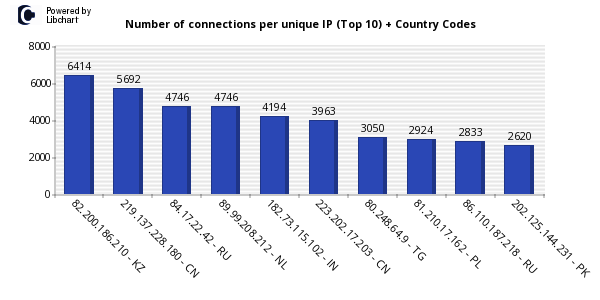 Powered by
Libchart
Number of connections per unique IP (Top 10) + Country Codes
8000
6000
4000
2000
0
6414
5692
4746
4746
4194
3963
3050
2924
2833
2620
82.200.186.210 - KZ
219.137.228.180 - CN
84.17.22.42 - RU
89.99.208.212 - NL
182.73.115.102 - IN
223.202.17.203 - CN
80.248.64.9 - TG
81.210.17.162 - PL
86.110.187.218 - RU
202.125.144.231 - PK